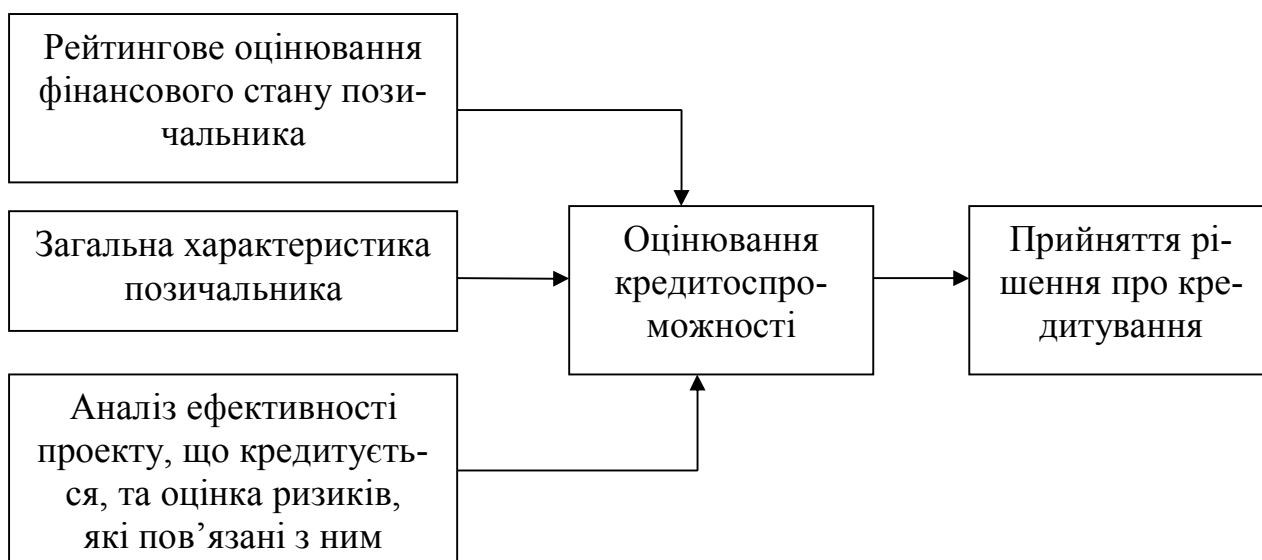 Рейтингове оцінювання
фінансового стану пози-
чальника
Загальна характеристика
позичальника
Оцінювання
кредитоспро-
можності
Прийняття рі-
шення про кре-
дитування
Аналіз ефективності
проекту, що кредитуєть-
ся, та оцінка ризиків,
які пов’язані з ним